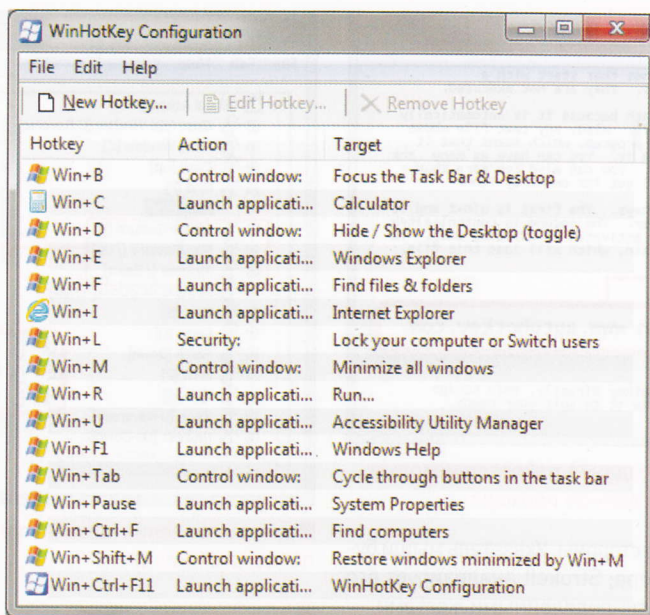 WinHotKey Configuration
File Edit Help
New Hotkey... Edit Hotkey... Remove Hotkey
Hotkey Action Target
Win+B Control window: Focus the Task Bar & Desktop
Win+C Launch applicati... Calculator
Win+D Control window: Hide / Show the Desktop (toggle)
Win+E Launch applicati... Windows Explorer
Win+F Launch applicati... Find files & folders
Win+I Launch applicati... Internet Explorer
Win+L Security: Lock your computer or Switch users
Win+M Control window: Minimize all windows
Win+R Launch applicati... Run...
Win+U Launch applicati... Accessibility Utility Manager
Win+F1 Launch applicati... Windows Help
Win+Tab Control window: Cycle through buttons in the task bar
Win+Pause Launch applicati... System Properties
Win+Ctrl+F Launch applicati... Find computers
Win+Shift+M Control window: Restore windows minimized by Win+M
Win+Ctrl+F11 Launch applicati... WinHotKey Configuration